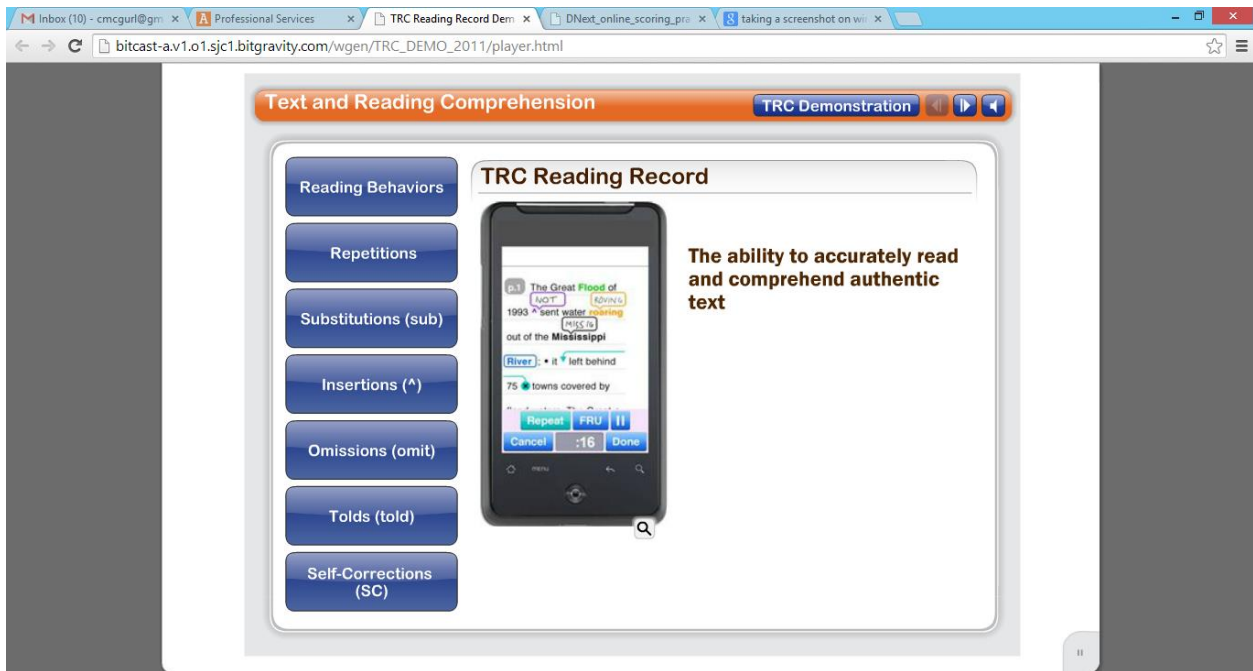 Inbox (10) - cmcgurl@gm
Professional Services
TRC Reading Record Dem
DNext_online_scoring_pra
taking a screenshot on wi
bitcast-a.v1.o1.sjc1.bitgravity.com/wgen/TRC_DEMO_2011/player.html
Text and Reading Comprehension
TRC Demonstration
Reading Behaviors
Repetitions
Substitutions (sub)
Insertions (^)
Omissions (omit)
Tolds (told)
Self-Corrections
(SC)
TRC Reading Record
p.1 The Great Flood of
NOT ROVING
1993 ^ sent water roaring
MISSIS
out of the Mississippi
River ; • it left behind
75 towns covered by
Repeat FRU
Cancel :16 Done
menu
The ability to accurately read
and comprehend authentic
text